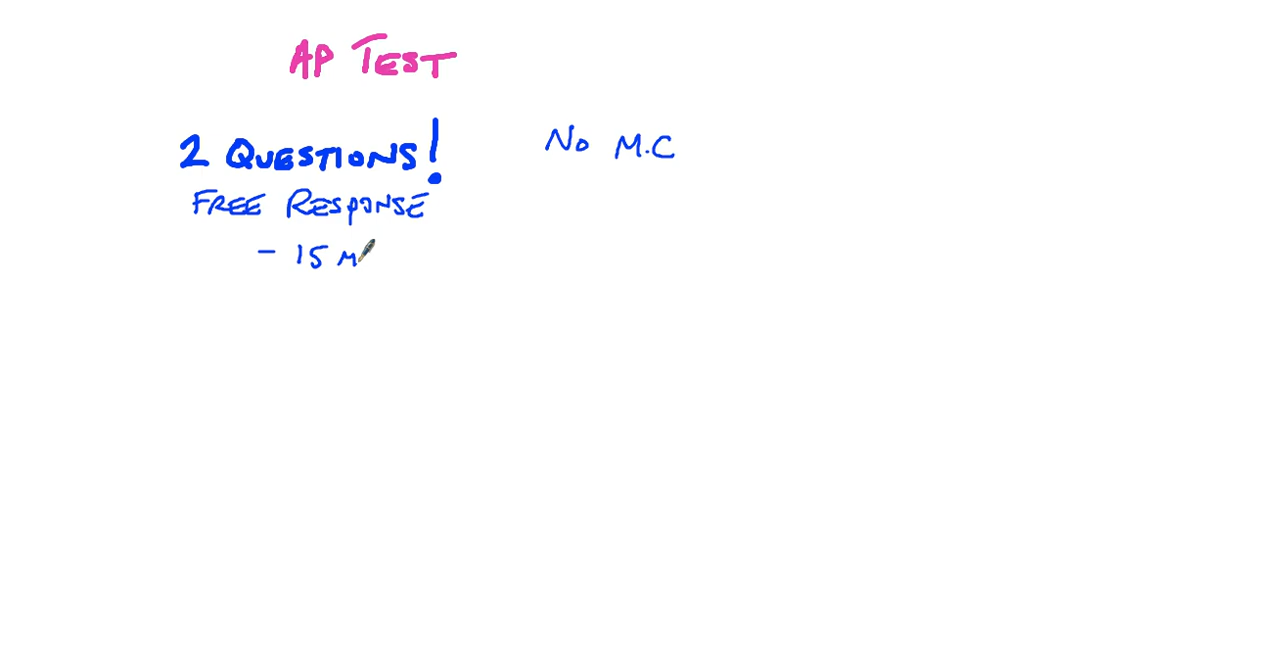 AP TEST
2 QUESTIONS!
No M.C
FREE RESPONSE
- 15 M